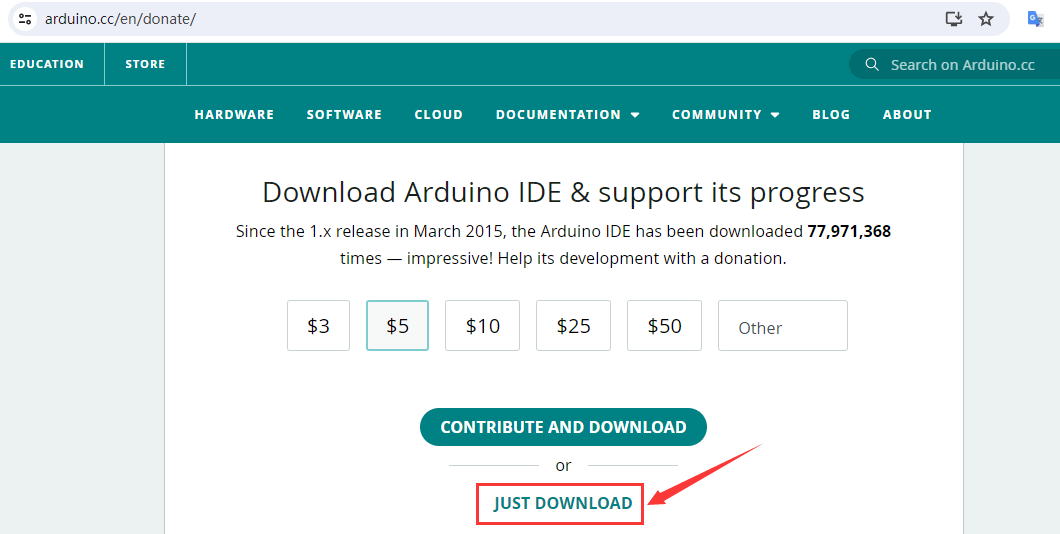 arduino.cc/en/donate/
EDUCATION STORE Search on Arduino.cc
HARDWARE SOFTWARE CLOUD DOCUMENTATION COMMUNITY BLOG ABOUT
Download Arduino IDE & support its progress
Since the 1.x release in March 2015, the Arduino IDE has been downloaded 77,971,368
times — impressive! Help its development with a donation.
$3 $5 $10 $25 $50 Other
CONTRIBUTE AND DOWNLOAD
or
JUST DOWNLOAD